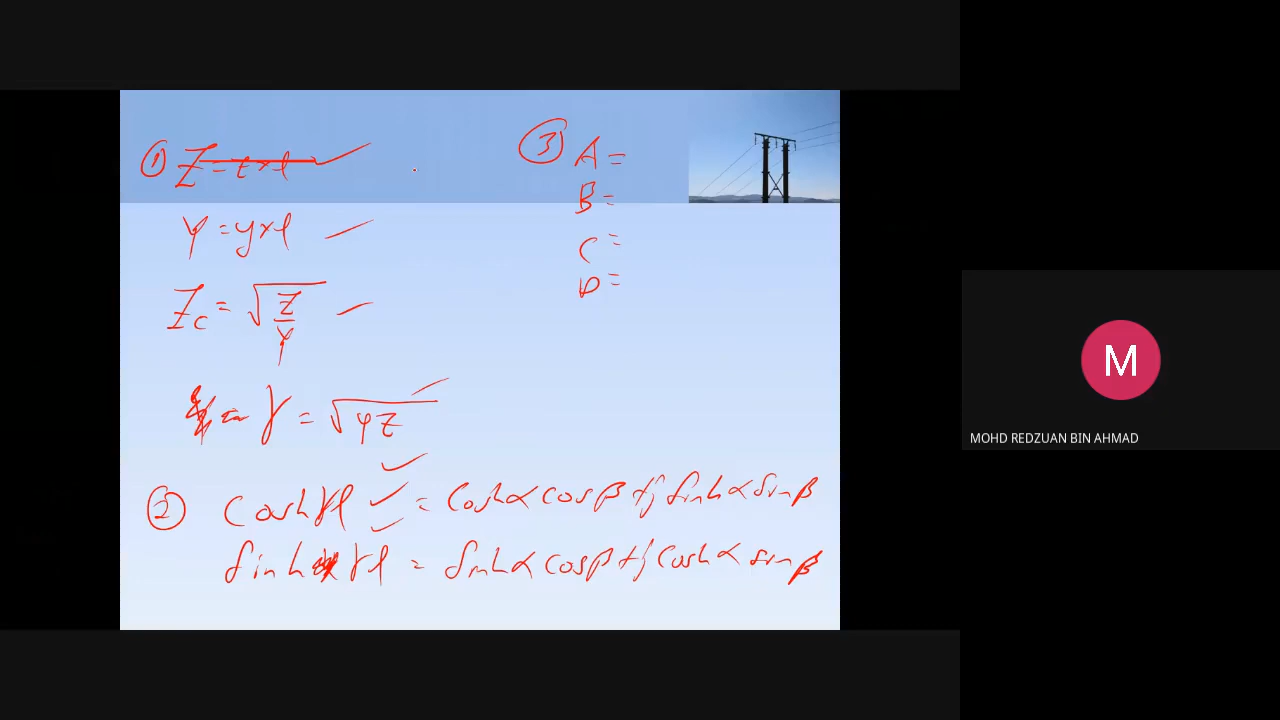 ① Z = z×l
Y = y×l
Zc = √Z/Y
γ = √YZ
② Cosh γl = Cosh α cos β + j sinh α sin β
Sinh γl = Sinh α cos β + j cosh α sin β
③ A =
B =
C =
D =
M
MOHD REDZUAN BIN AHMAD